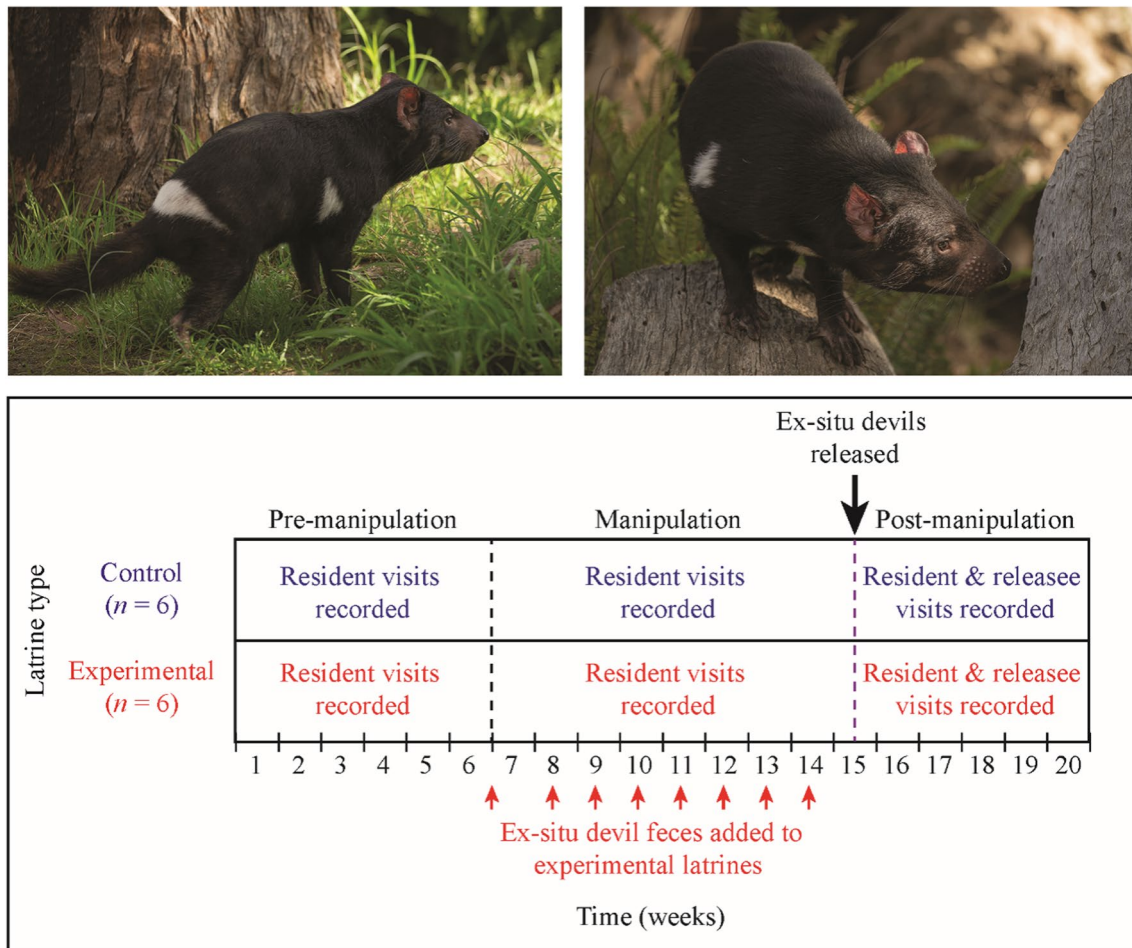 Ex-situ devils
released
Pre-manipulation
Manipulation
Post-manipulation
Latrine type
Control
(n = 6)
Resident visits
recorded
Resident visits
recorded
Resident & releasee
visits recorded
Experimental
(n = 6)
Resident visits
recorded
Resident visits
recorded
Resident & releasee
visits recorded
1 2 3 4 5 6 7 8 9 10 11 12 13 14 15 16 17 18 19 20
Ex-situ devil feces added to
experimental latrines
Time (weeks)